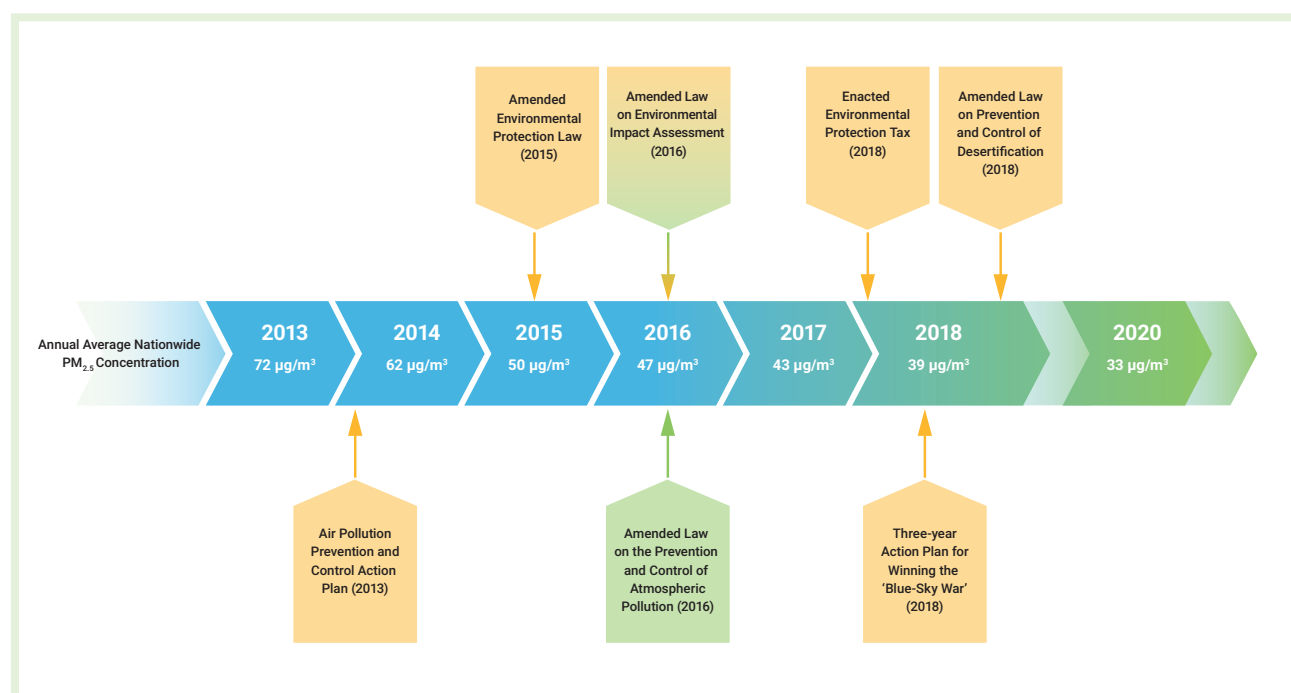 Amended
Environmental
Protection Law
(2015)
Amended Law
on Environmental
Impact Assessment
(2016)
Enacted
Environmental
Protection Tax
(2018)
Amended Law
on Prevention
and Control of
Desertification
(2018)
Annual Average Nationwide
PM2.5 Concentration
2013
72 µg/m³
2014
62 µg/m³
2015
50 µg/m³
2016
47 µg/m³
2017
43 µg/m³
2018
39 µg/m³
2020
33 µg/m³
Air Pollution
Prevention and
Control Action
Plan (2013)
Amended Law
on the Prevention
and Control of
Atmospheric
Pollution (2016)
Three-year
Action Plan for
Winning the
‘Blue-Sky War’
(2018)